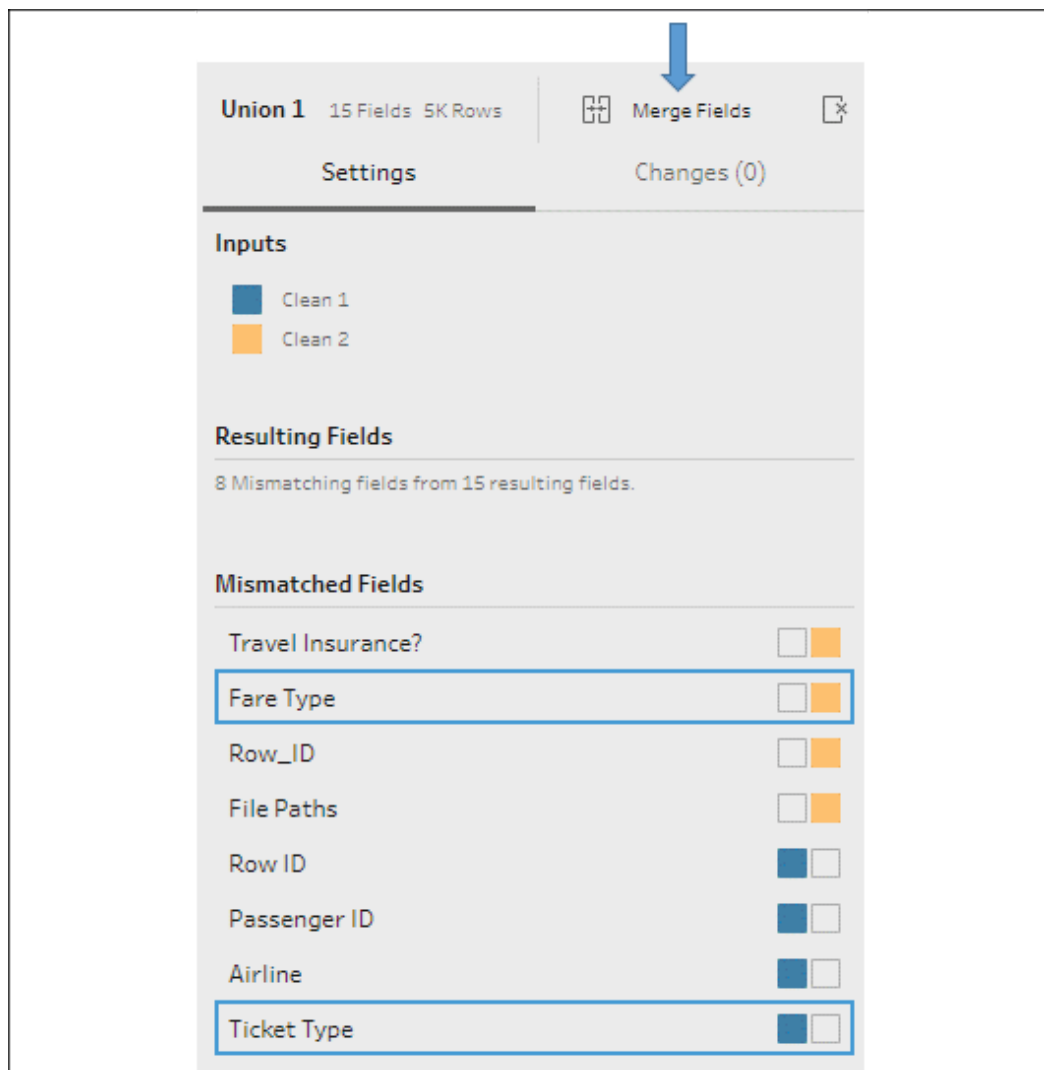 Union 1 15 Fields 5K Rows Merge Fields
Settings Changes (0)
Inputs
Clean 1
Clean 2
Resulting Fields
8 Mismatching fields from 15 resulting fields.
Mismatched Fields
Travel Insurance?
Fare Type
Row_ID
File Paths
Row ID
Passenger ID
Airline
Ticket Type